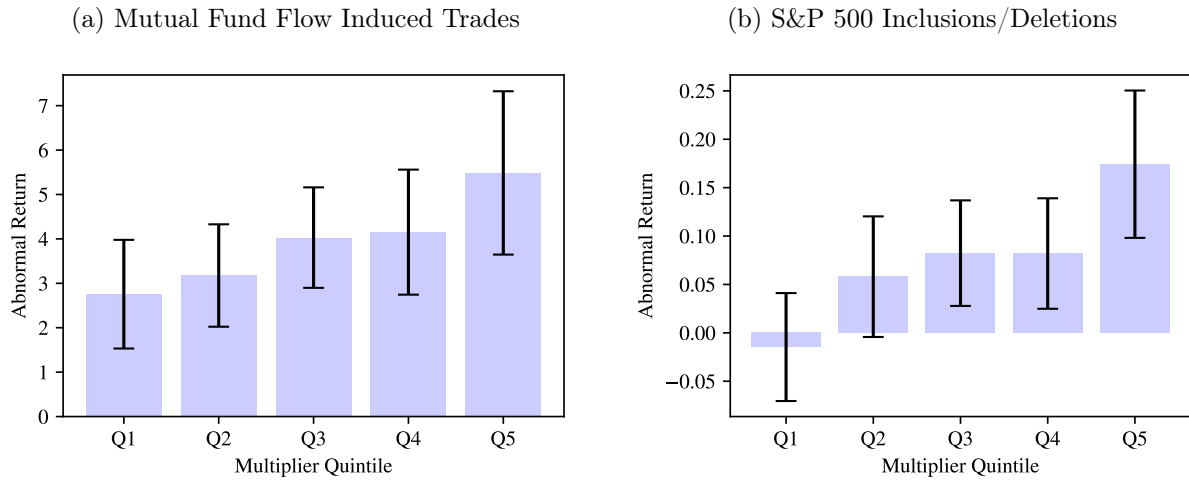 (a) Mutual Fund Flow Induced Trades
7
6
5
4
3
2
1
0
Abnormal Return
Q1 Q2 Q3 Q4 Q5
Multiplier Quintile
(b) S&P 500 Inclusions/Deletions
0.25
0.20
0.15
0.10
0.05
0.00
−0.05
Abnormal Return
Q1 Q2 Q3 Q4 Q5
Multiplier Quintile